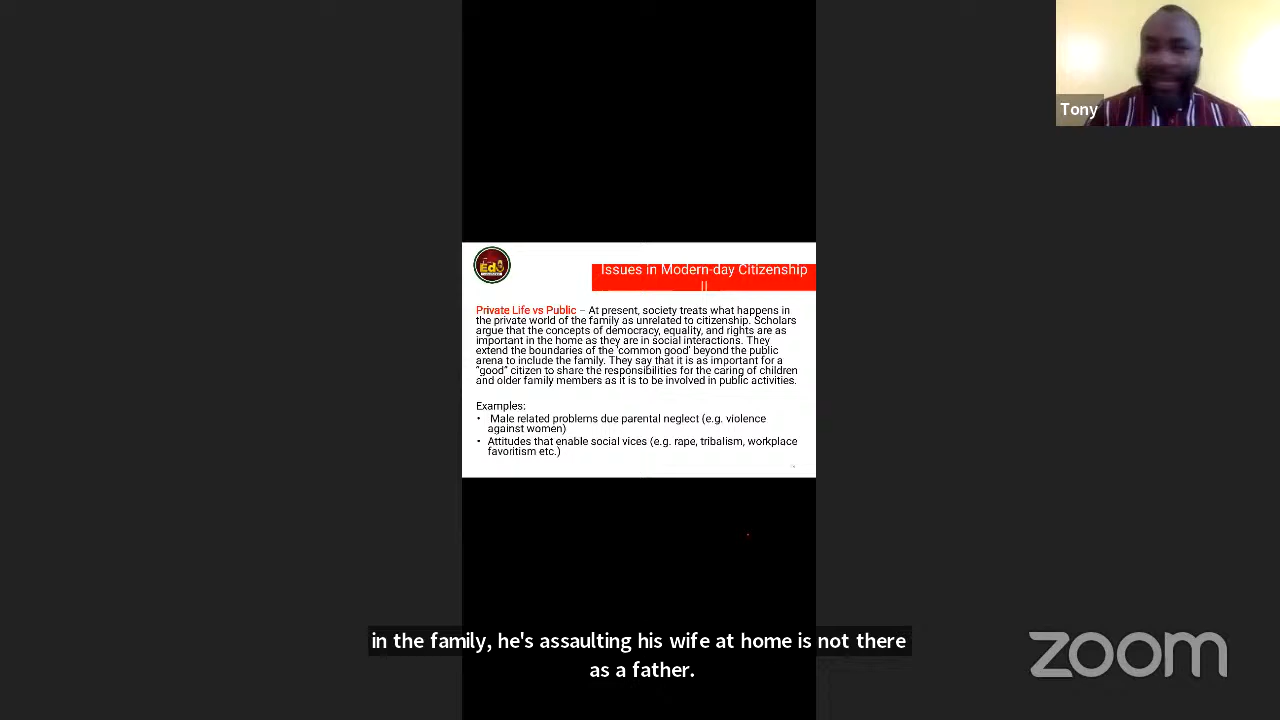 Tony
Edo
Issues in Modern-day Citizenship
II
Private Life vs Public – At present, society treats what happens in
the private world of the family as unrelated to citizenship. Scholars
argue that the concepts of democracy, equality, and rights are as
important in the home as they are in social interactions. They
extend the boundaries of the 'common good' beyond the public
arena to include the family. They say that it is as important for a
"good" citizen to share the responsibilities for the caring of children
and older family members as it is to be involved in public activities.
Examples:
• Male related problems due parental neglect (e.g. violence
against women)
• Attitudes that enable social vices (e.g. rape, tribalism, workplace
favoritism etc.)
in the family, he's assaulting his wife at home is not there
as a father.
zoom